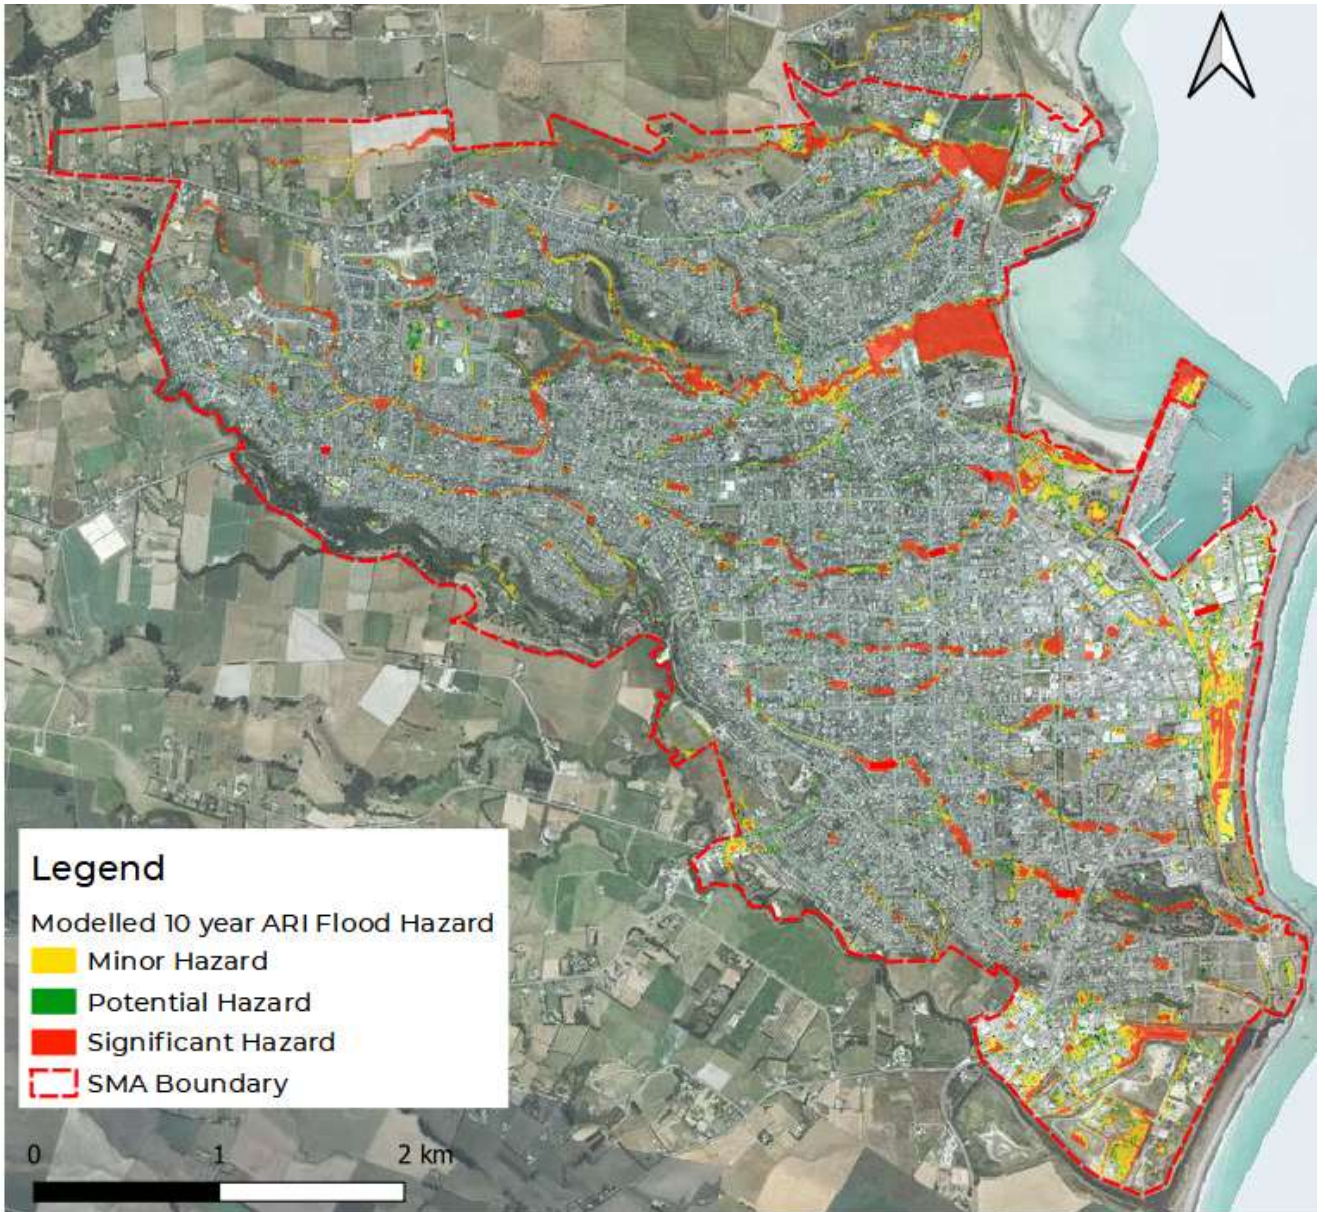 Legend
Modelled 10 year ARI Flood Hazard
Minor Hazard
Potential Hazard
Significant Hazard
SMA Boundary
0 1 2 km